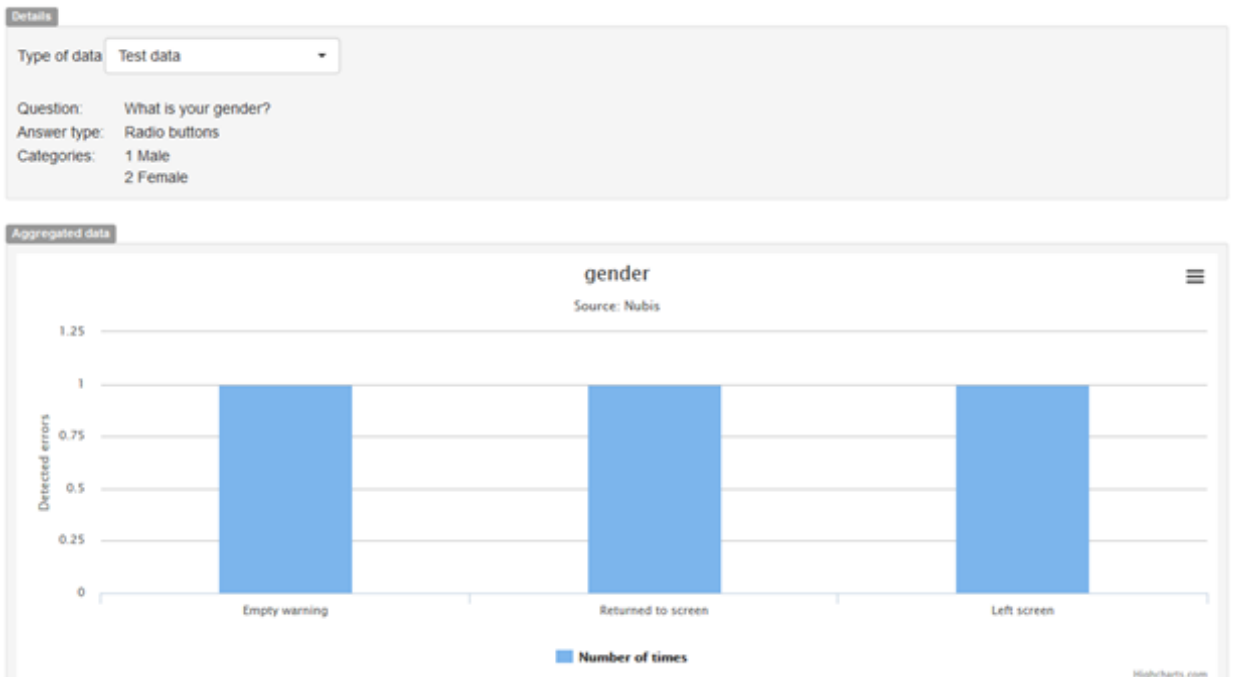 Details
Type of data Test data
Question: What is your gender?
Answer type: Radio buttons
Categories: 1 Male
2 Female
Aggregated data
gender
Source: Nubis
1.25
1
0.75
0.5
0.25
0
Detected errors
Empty warning Returned to screen Left screen
Number of times
Highcharts.com